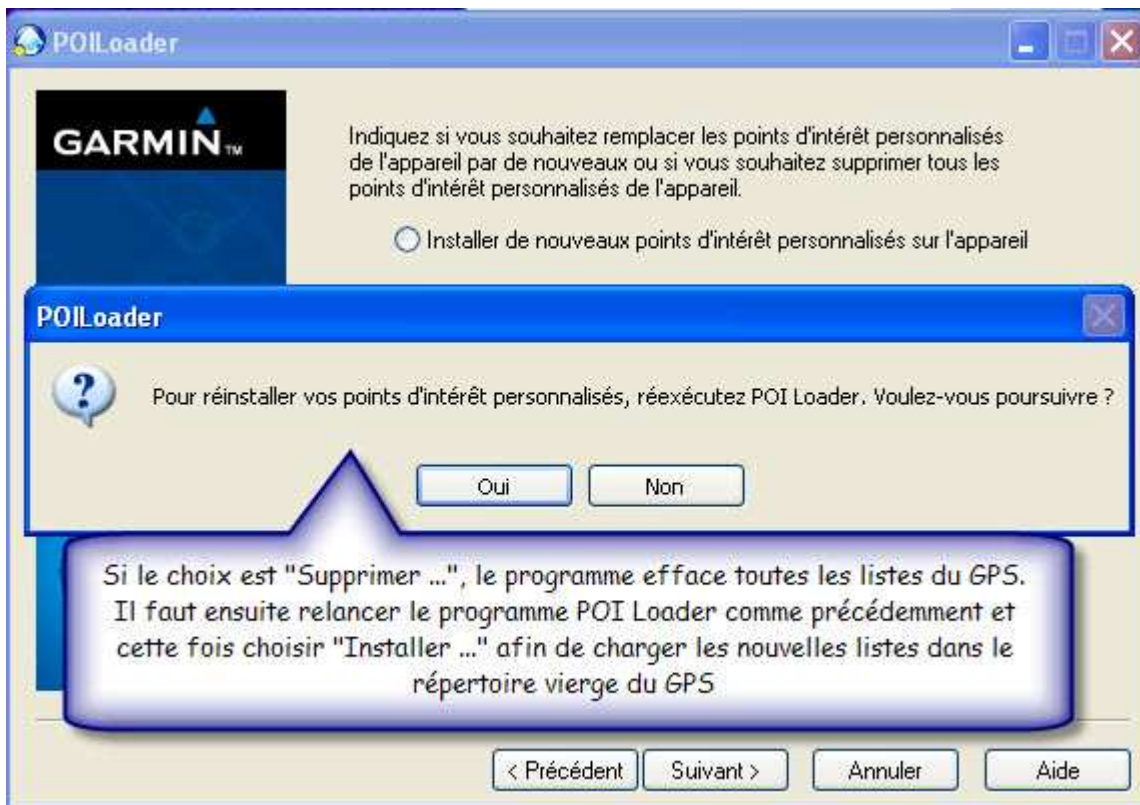 POILoader
GARMIN™
Indiquez si vous souhaitez remplacer les points d'intérêt personnalisés
de l'appareil par de nouveaux ou si vous souhaitez supprimer tous les
points d'intérêt personnalisés de l'appareil.
Installer de nouveaux points d'intérêt personnalisés sur l'appareil
POILoader
Pour réinstaller vos points d'intérêt personnalisés, réexécutez POI Loader. Voulez-vous poursuivre ?
Oui
Non
Si le choix est "Supprimer ...", le programme efface toutes les listes du GPS.
Il faut ensuite relancer le programme POI Loader comme précédemment et
cette fois choisir "Installer ..." afin de charger les nouvelles listes dans le
répertoire vierge du GPS
< Précédent
Suivant >
Annuler
Aide